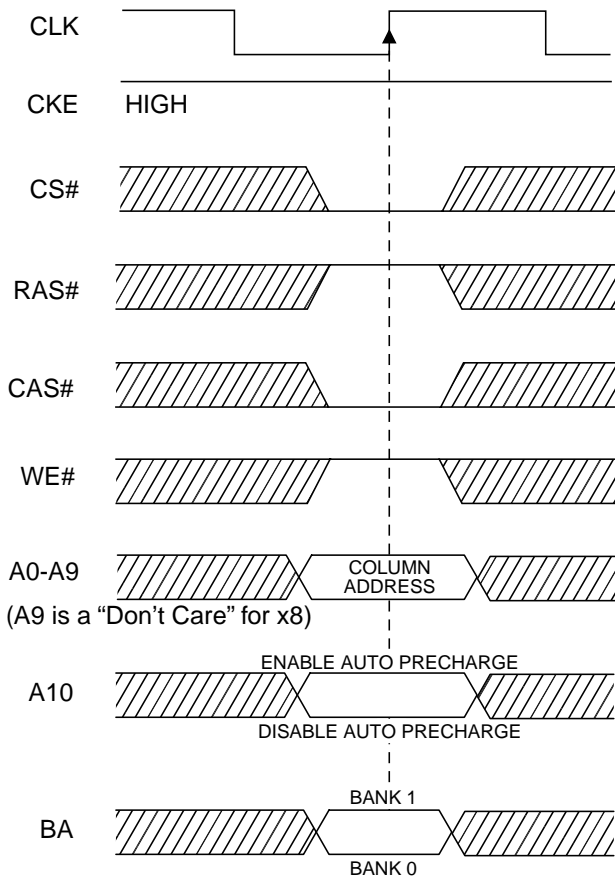 CLK
CKE HIGH
CS#
RAS#
CAS#
WE#
A0-A9 COLUMN
ADDRESS
(A9 is a “Don’t Care” for x8)
ENABLE AUTO PRECHARGE
A10
DISABLE AUTO PRECHARGE
BANK 1
BA
BANK 0